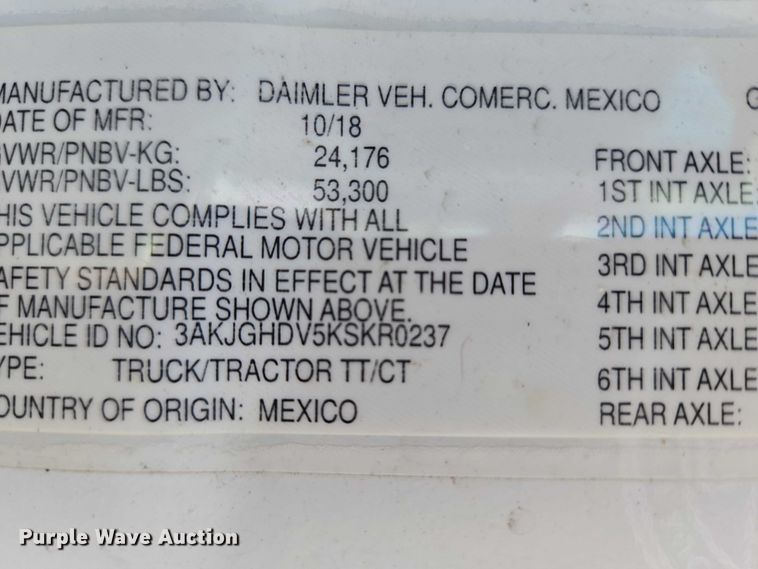 MANUFACTURED BY: DAIMLER VEH. COMERC. MEXICO G
DATE OF MFR: 10/18
GVWR/PNBV-KG: 24,176
GVWR/PNBV-LBS: 53,300
THIS VEHICLE COMPLIES WITH ALL
APPLICABLE FEDERAL MOTOR VEHICLE
SAFETY STANDARDS IN EFFECT AT THE DATE
OF MANUFACTURE SHOWN ABOVE.
VEHICLE ID NO: 3AKJGHDV5KSKR0237
TYPE: TRUCK/TRACTOR TT/CT
COUNTRY OF ORIGIN: MEXICO
FRONT AXLE:
1ST INT AXLE:
2ND INT AXLE
3RD INT AXLE
4TH INT AXLE
5TH INT AXLE
6TH INT AXLE
REAR AXLE:
Purple Wave Auction